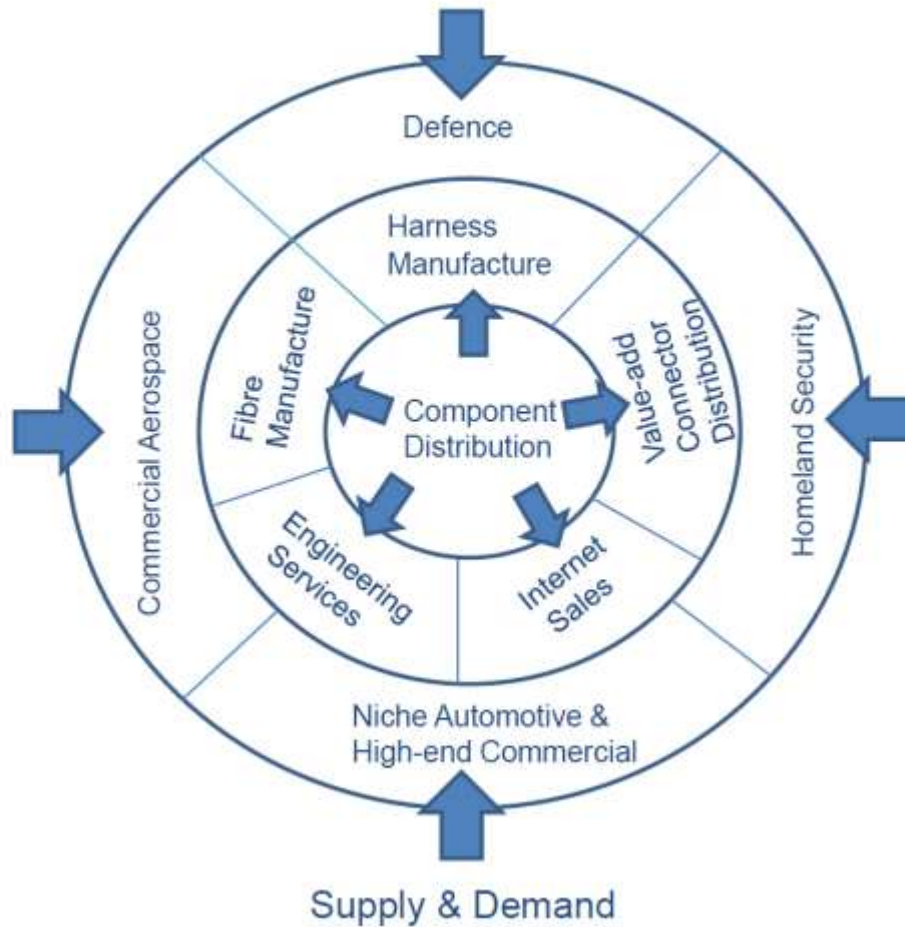 Defence
Harness
Manufacture
Commercial Aerospace
Fibre
Manufacture
Component
Distribution
Value-add
Connector
Distribution
Homeland Security
Engineering
Services
Internet
Sales
Niche Automotive &
High-end Commercial
Supply & Demand